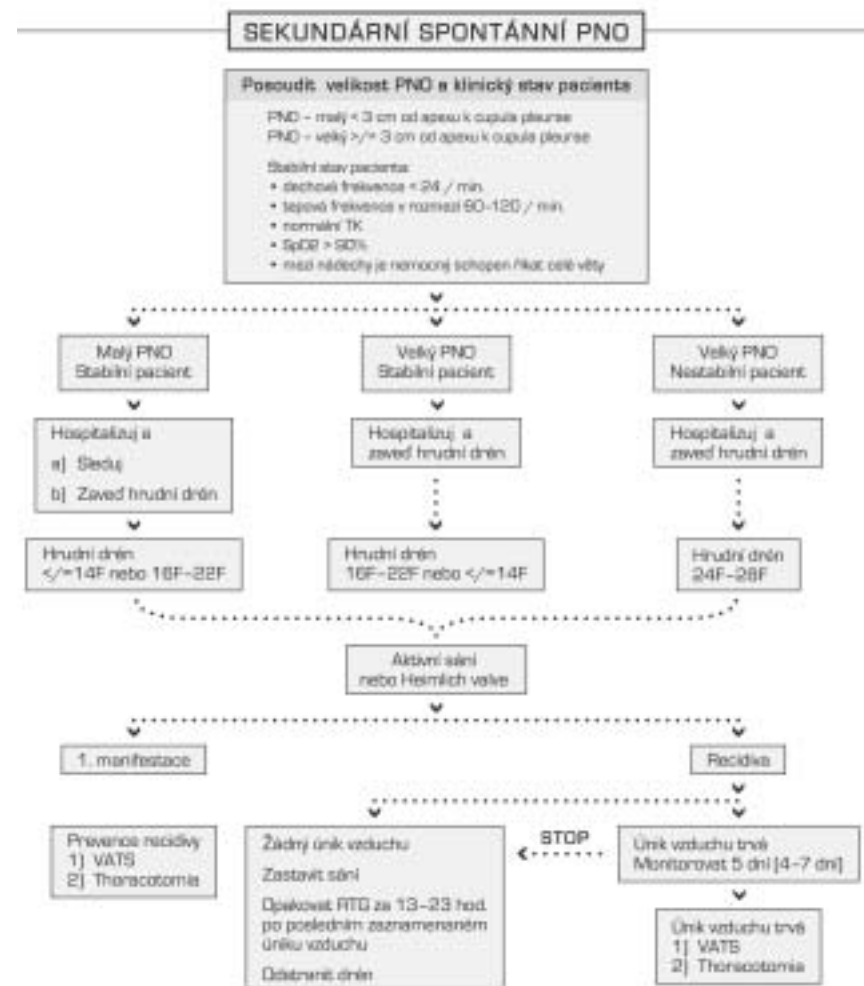 SEKUNDÁRNÍ SPONTÁNNÍ PNO
Posoudit velikost PNO a klinický stav pacienta
PNO – malý < 3 cm od apexu k cupula pleurae
PNO – velký >/= 3 cm od apexu k cupula pleurae
Stabilní stav pacienta:
• dechová frekvence < 24 / min.
• tepová frekvence v rozmezí 60–120 / min.
• normální TK
• SpO2 > 90%
• mezi nádechy je nemocný schopen říkat celé věty
Malý PNO
Stabilní pacient
Velký PNO
Stabilní pacient
Velký PNO
Nestabilní pacient
Hospitalizuj a
a) Sleduj
b) Zaveď hrudní drén
Hospitalizuj a
zaveď hrudní drén
Hospitalizuj a
zaveď hrudní drén
Hrudní drén
</=14F nebo 16F–22F
Hrudní drén
16F–22F nebo </=14F
Hrudní drén
24F–28F
Aktivní sání
nebo Heimlich valve
1. manifestace
Recidiva
Prevence recidivy
1) VATS
2) Thoracotomia
Žádný únik vzduchu
Zastavit sání
Opakovat RTG za 13–23 hod.
po posledním zaznamenaném
úniku vzduchu
Odstranit drén
STOP
Únik vzduchu trvá
Monitorovat 5 dní [4–7 dní]
Únik vzduchu trvá
1) VATS
2) Thoracotomia